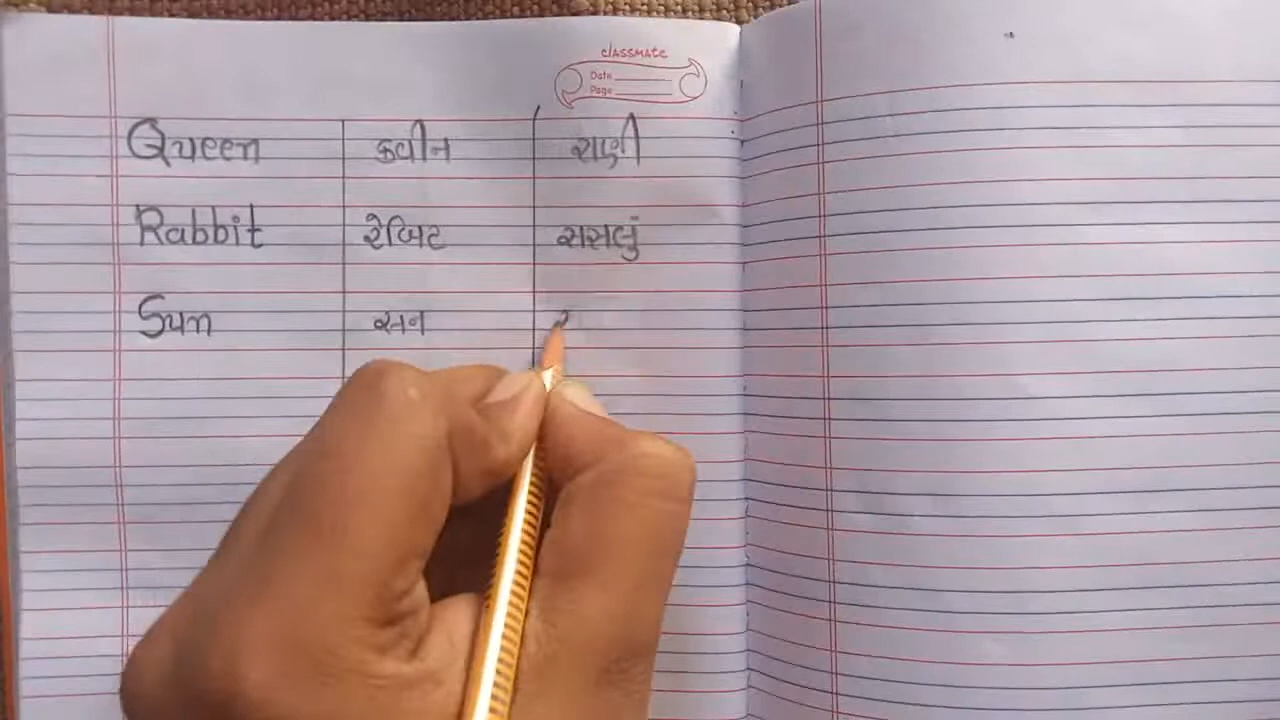 classmate
Date
Page
Queen ક્વીન રાણી
Rabbit રેબિટ સસલું
Sun સન